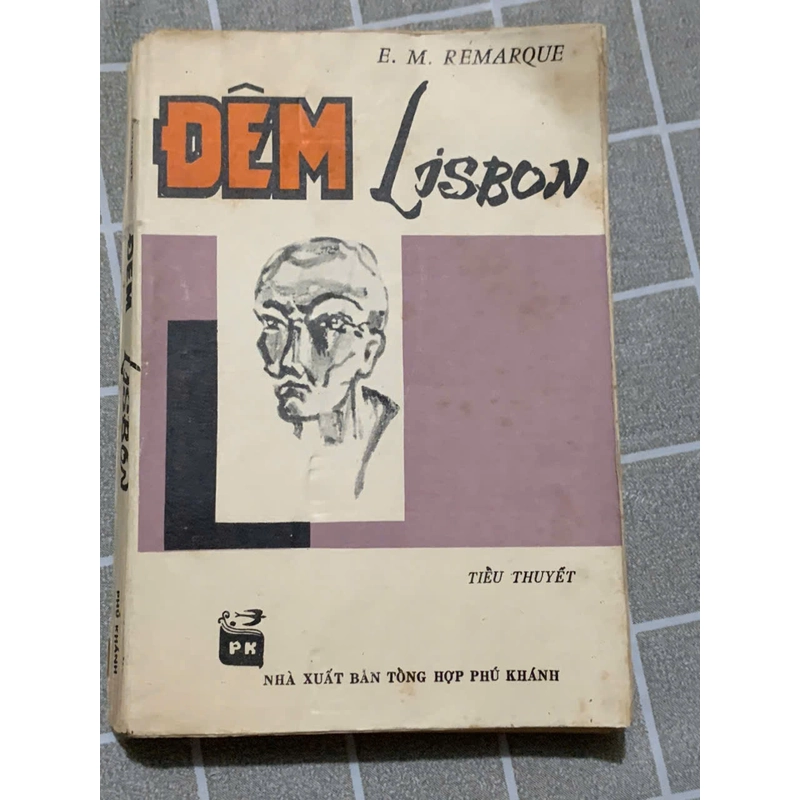 E. M. REMARQUE
ĐÊM LISBON
TIỂU THUYẾT
PK
NHÀ XUẤT BẢN TỔNG HỢP PHÚ KHÁNH
ĐÊM LISBON
PHÚ KHÁNH